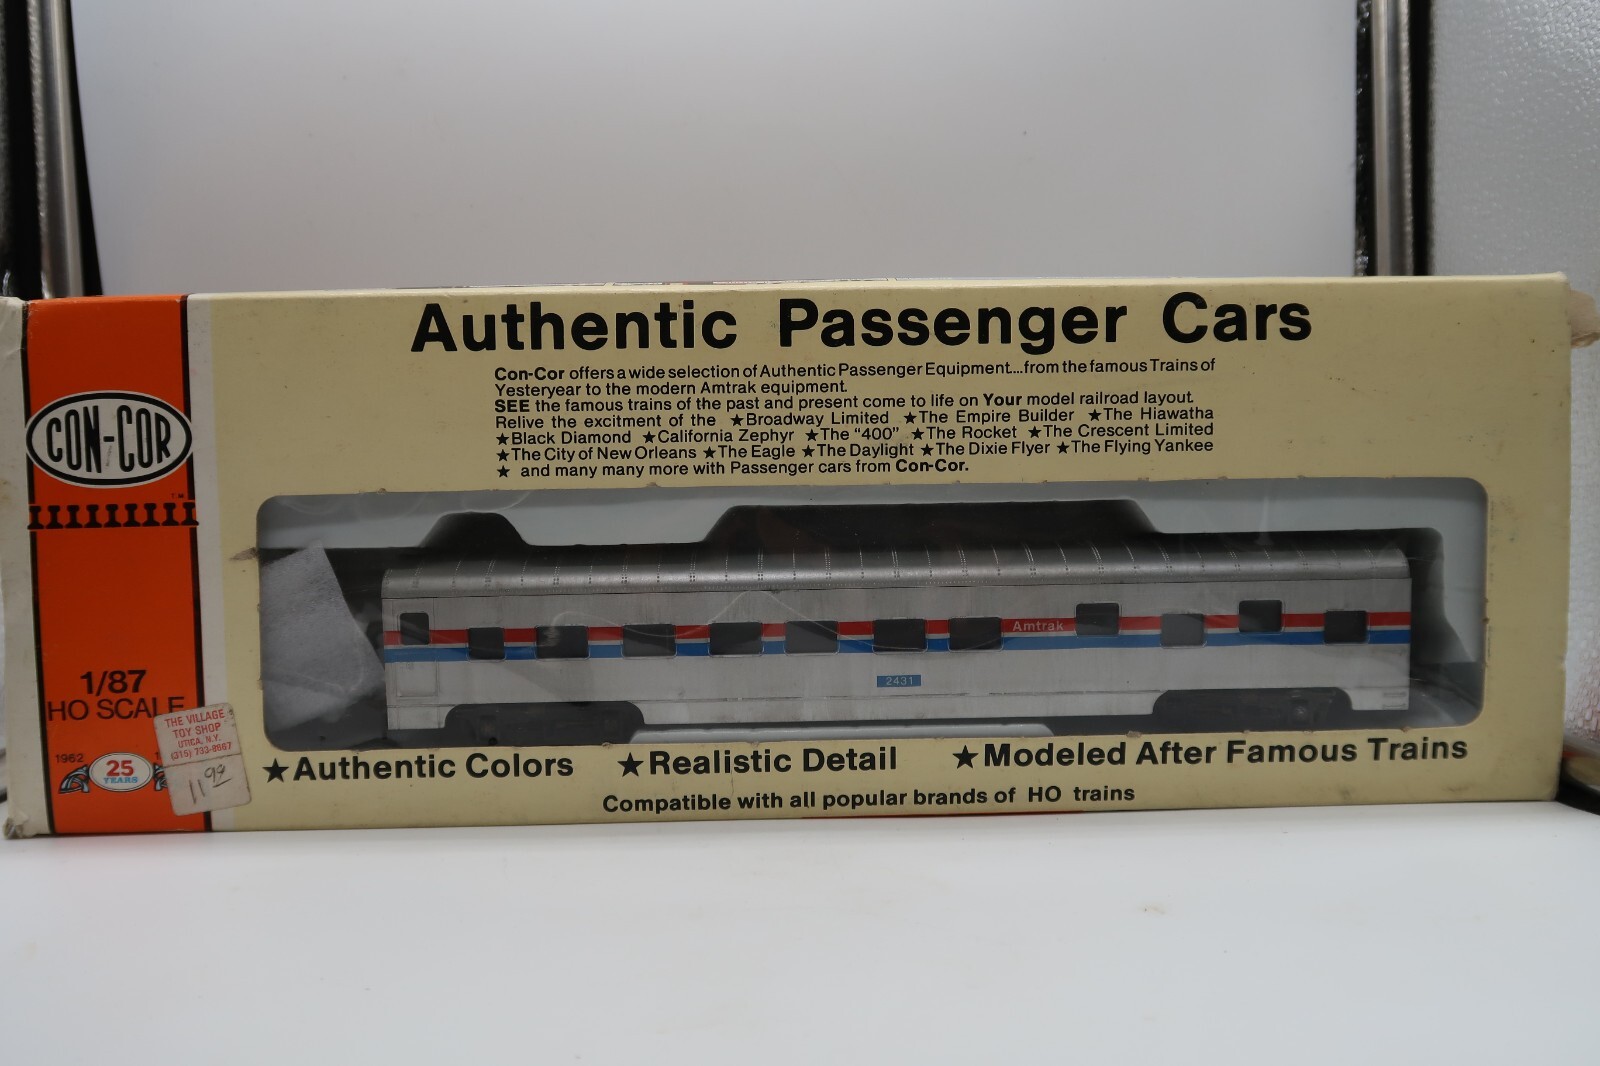 Authentic Passenger Cars
Con-Cor offers a wide selection of Authentic Passenger Equipment....from the famous Trains of
Yesteryear to the modern Amtrak equipment.
SEE the famous trains of the past and present come to life on Your model railroad layout.
Relive the excitment of the ★Broadway Limited ★The Empire Builder ★The Hiawatha
★Black Diamond ★California Zephyr ★The "400" ★The Rocket ★The Crescent Limited
★The City of New Orleans ★The Eagle ★The Daylight ★The Dixie Flyer ★The Flying Yankee
★ and many many more with Passenger cars from Con-Cor.
CON-COR
T.M.
1/87
HO SCALE
1962
25
YEARS
THE VILLAGE
TOY SHOP
UTICA, N.Y.
(315) 733-8667
11.99
Amtrak
2431
★Authentic Colors ★Realistic Detail ★Modeled After Famous Trains
Compatible with all popular brands of HO trains